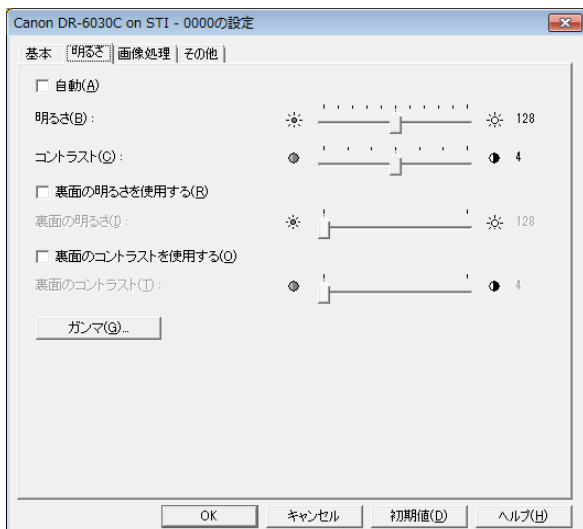 Canon DR-6030C on STI - 0000の設定
基本 明るさ 画像処理 その他
自動(A)
明るさ(B): 128
コントラスト(C): 4
裏面の明るさを使用する(R)
裏面の明るさ(I): 128
裏面のコントラストを使用する(O)
裏面のコントラスト(T): 4
ガンマ(G)...
OK キャンセル 初期値(D) ヘルプ(H)